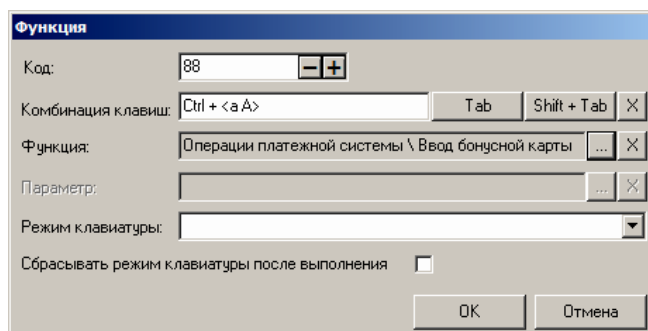 Функция
Код: 88
Комбинация клавиш: Ctrl + <a A> Tab Shift + Tab X
Функция: Операции платежной системы \ Ввод бонусной карты ... X
Параметр: ... X
Режим клавиатуры:
Сбрасывать режим клавиатуры после выполнения
OK Отмена